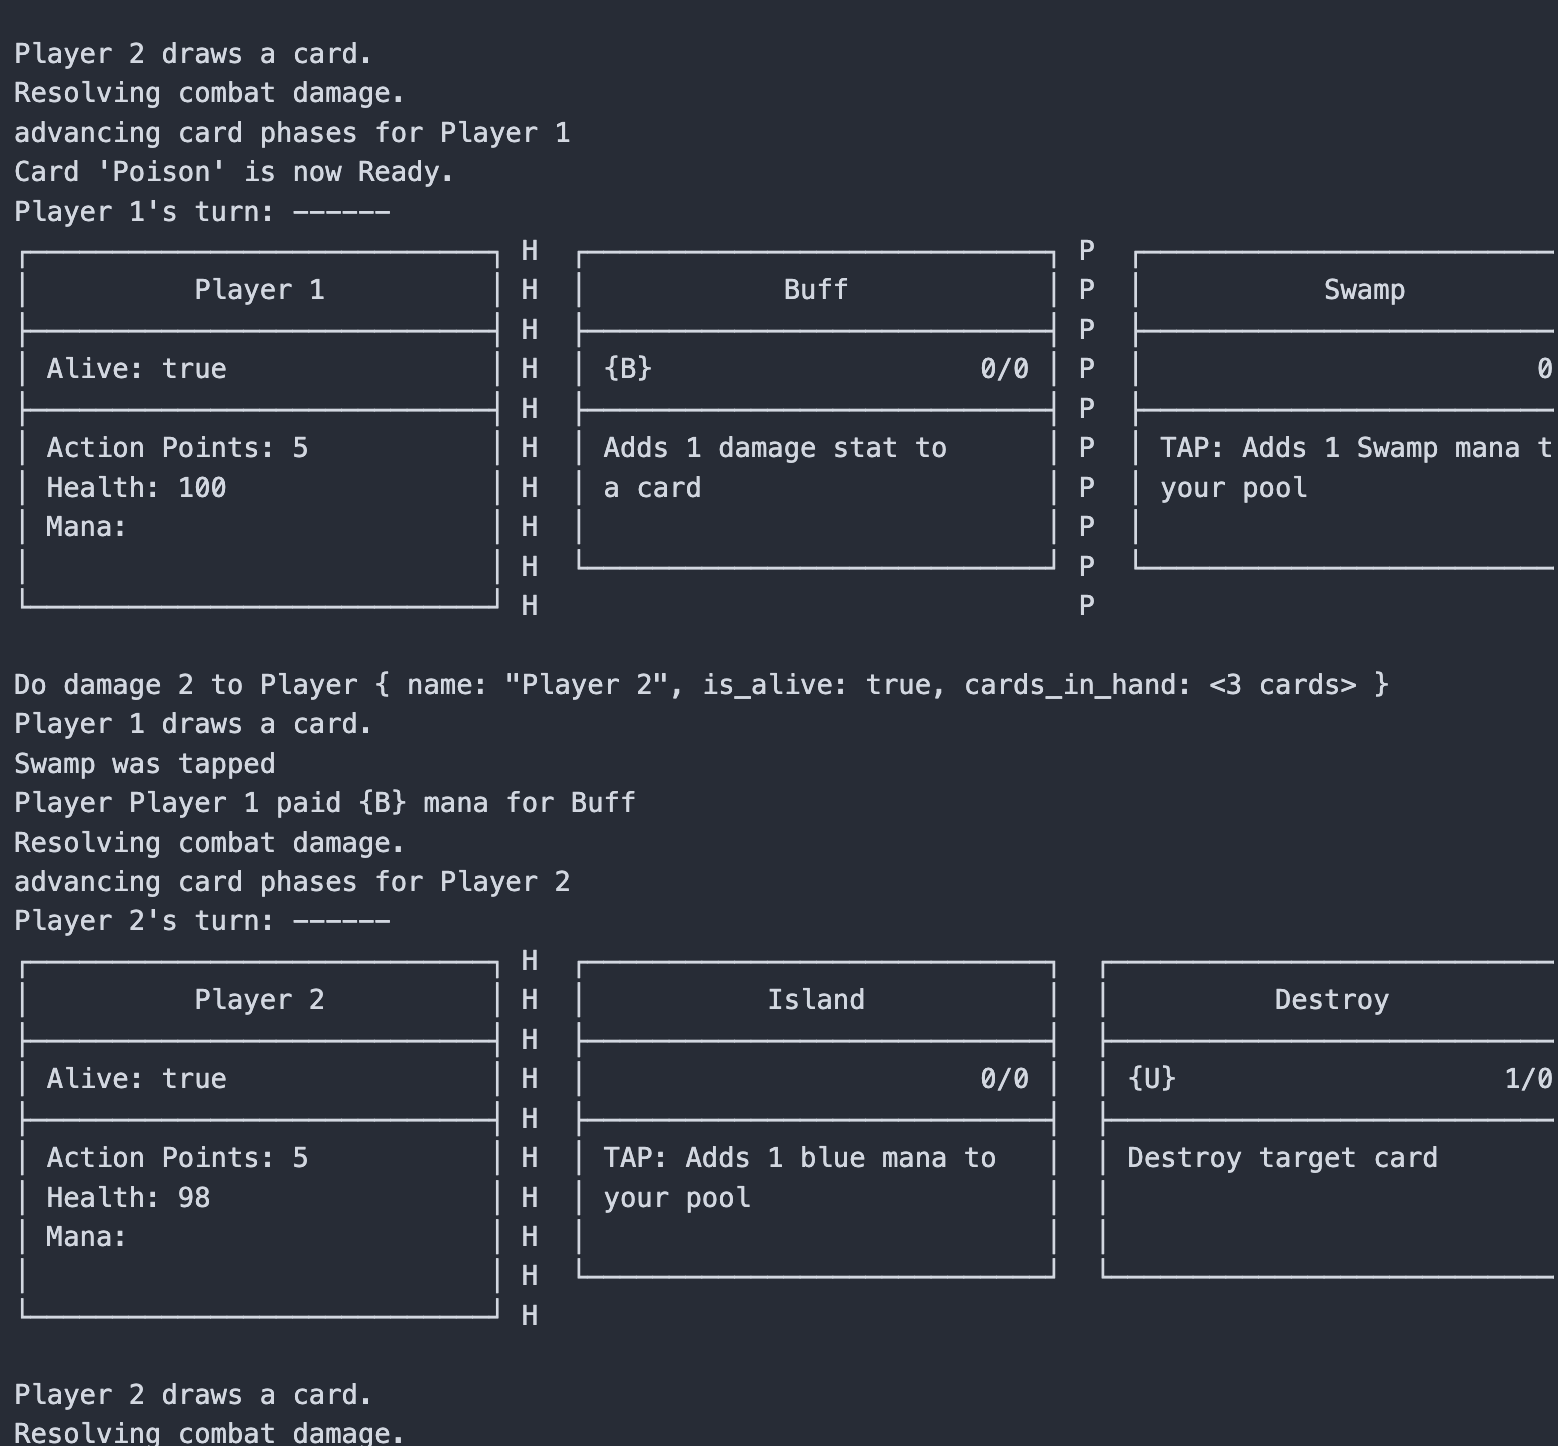 Player 2 draws a card.
Resolving combat damage.
advancing card phases for Player 1
Card 'Poison' is now Ready.
Player 1's turn: ------
H P
Player 1 H Buff P Swamp
H P
Alive: true H {B} 0/0 P 0
H P
Action Points: 5 H Adds 1 damage stat to P TAP: Adds 1 Swamp mana t
Health: 100 H a card P your pool
Mana: H P
H P
H P
Do damage 2 to Player { name: "Player 2", is_alive: true, cards_in_hand: <3 cards> }
Player 1 draws a card.
Swamp was tapped
Player Player 1 paid {B} mana for Buff
Resolving combat damage.
advancing card phases for Player 2
Player 2's turn: ------
H
Player 2 H Island Destroy
H
Alive: true H 0/0 {U} 1/0
H
Action Points: 5 H TAP: Adds 1 blue mana to Destroy target card
Health: 98 H your pool
Mana: H
H
H
Player 2 draws a card.
Resolving combat damage.